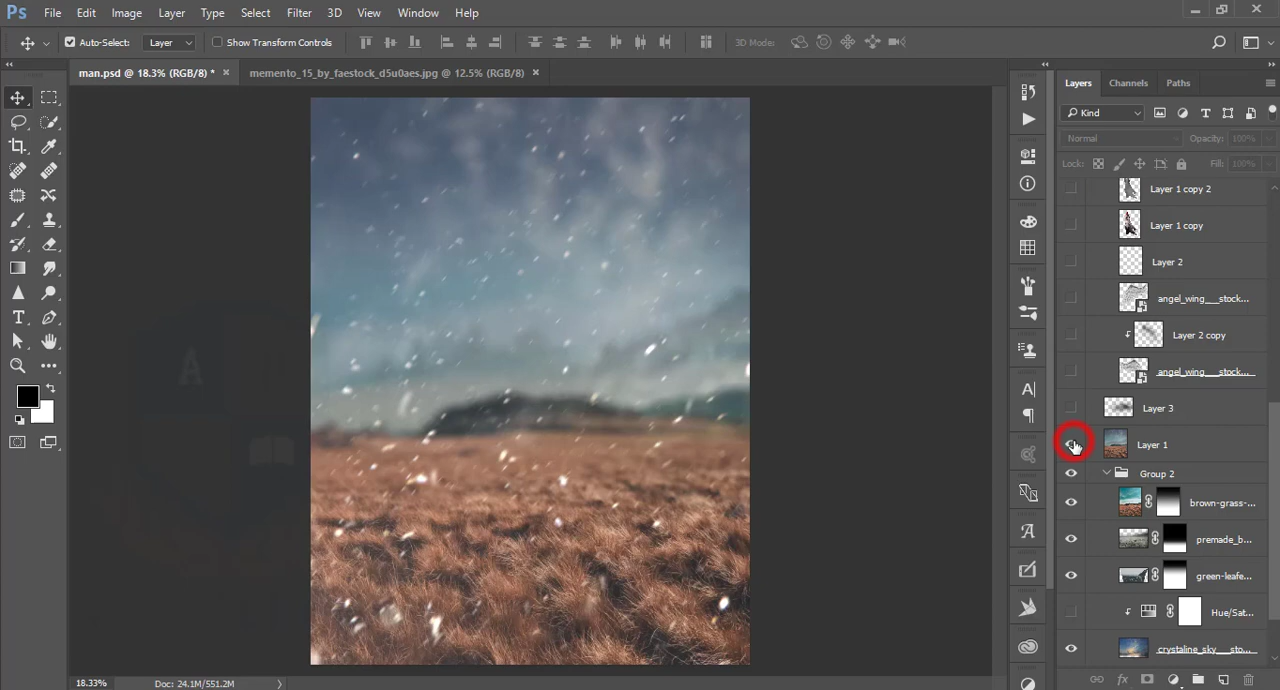 Ps File Edit Image Layer Type Select Filter 3D View Window Help
Auto-Select: Layer Show Transform Controls 3D Mode:
man.psd @ 18.3% (RGB/8) * × memento_15_by_faestock_d5u0aes.jpg @ 12.5% (RGB/8) ×
Layers Channels Paths
Kind
Normal Opacity: 100%
Lock: Fill: 100%
Layer 1 copy 2
Layer 1 copy
Layer 2
angel_wing___stock...
Layer 2 copy
angel_wing___stock...
Layer 3
Layer 1
Group 2
brown-grass-...
premade_b...
green-leafe...
Hue/Sat...
crystaline_sky___sto...
18.33% Doc: 24.1M/551.2M